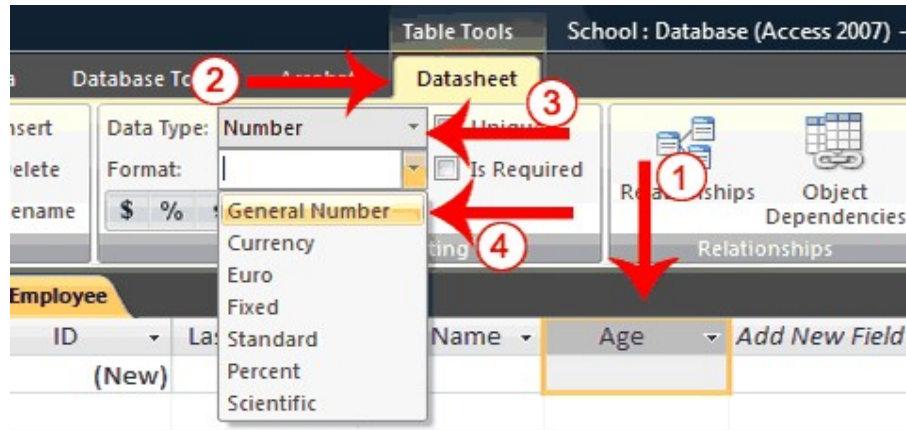 Table Tools School : Database (Access 2007) -
Database 2 Datasheet
3
nsert Data Type: Number Unique
elete Format: Is Required 1
ename $ % General Number Relationships Object Dependencies
Currency 4 Relationships
Euro
Employee Fixed
ID Standard Name Age Add New Field
(New) Percent
Scientific